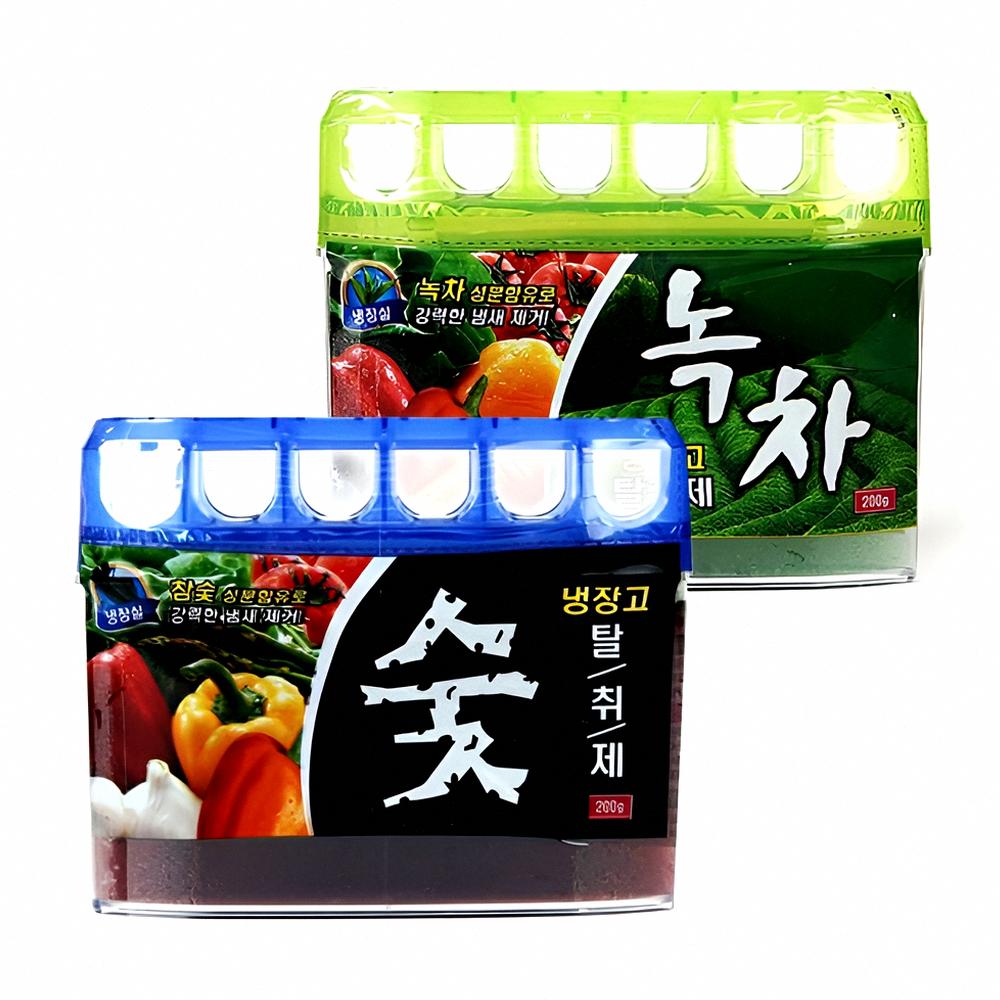 냉장실
녹차 성분함유로
강력한 냄새 제거!
녹차
고
제
200g
냉장실
참숯 성분함유로
강력한 냄새 제거!
숯
냉장고
탈/취/제
200g